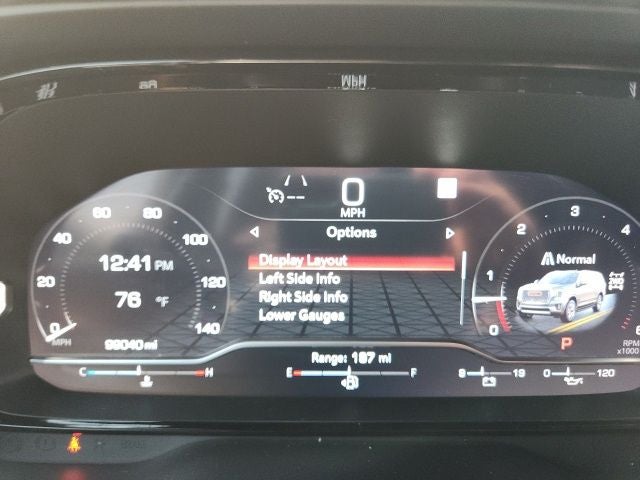 MPH
--
0
MPH
Options
Display Layout
Left Side Info
Right Side Info
Lower Gauges
0 20 40 60 80 100 120 140
MPH
12:41 PM
76 °F
99040 mi
0 1 2 3 4
Normal
P
RPM
x1000
Range: 187 mi
C H
E F
9 19
0 120